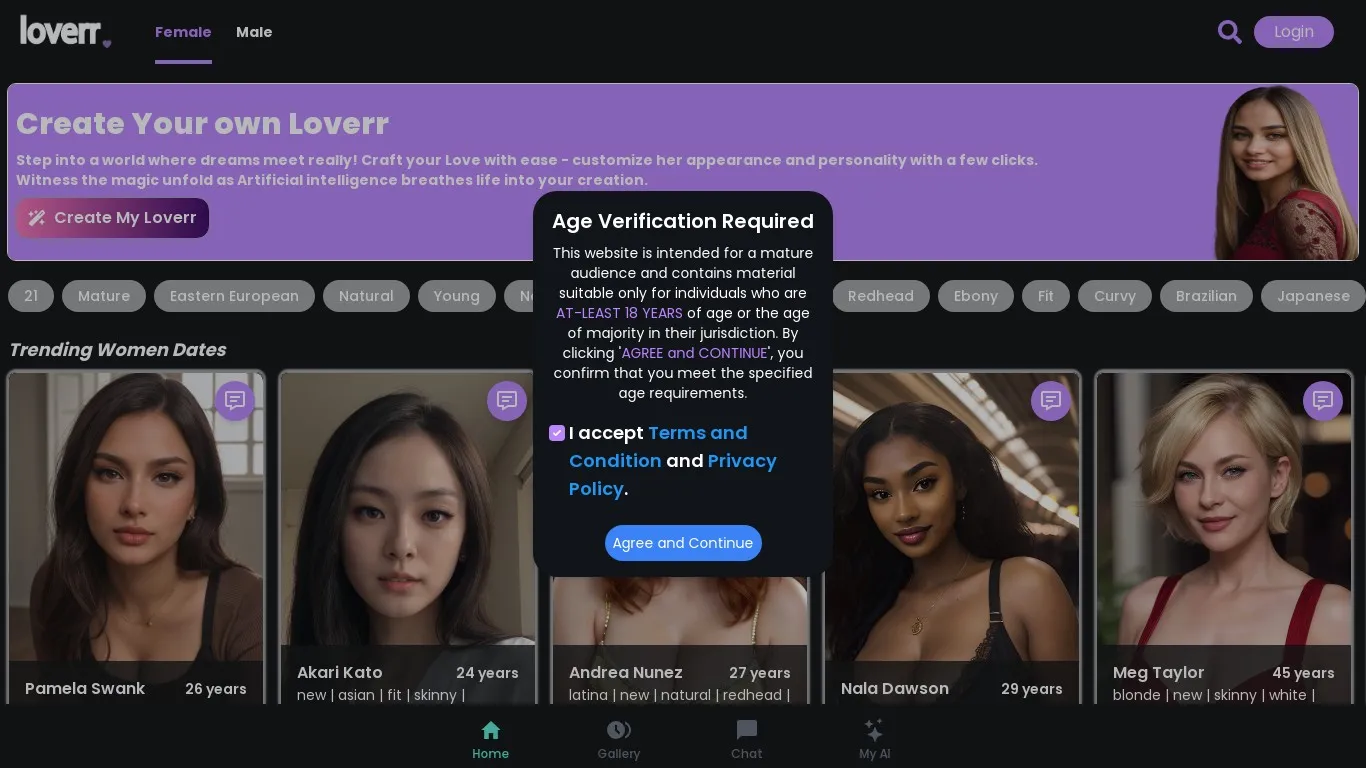 loverr
Female
Male
Login
Create Your own Loverr
Step into a world where dreams meet really! Craft your Love with ease - customize her appearance and personality with a few clicks.
Witness the magic unfold as Artificial intelligence breathes life into your creation.
Create My Loverr
Age Verification Required
This website is intended for a mature
audience and contains material
suitable only for individuals who are
AT-LEAST 18 YEARS of age or the age
of majority in their jurisdiction. By
clicking 'AGREE and CONTINUE', you
confirm that you meet the specified
age requirements.
I accept Terms and
Condition and Privacy
Policy.
Agree and Continue
21
Mature
Eastern European
Natural
Young
Redhead
Ebony
Fit
Curvy
Brazilian
Japanese
Trending Women Dates
Pamela Swank 26 years
Akari Kato 24 years
new | asian | fit | skinny |
Andrea Nunez 27 years
latina | new | natural | redhead |
Nala Dawson 29 years
Meg Taylor 45 years
blonde | new | skinny | white |
Home
Gallery
Chat
My AI